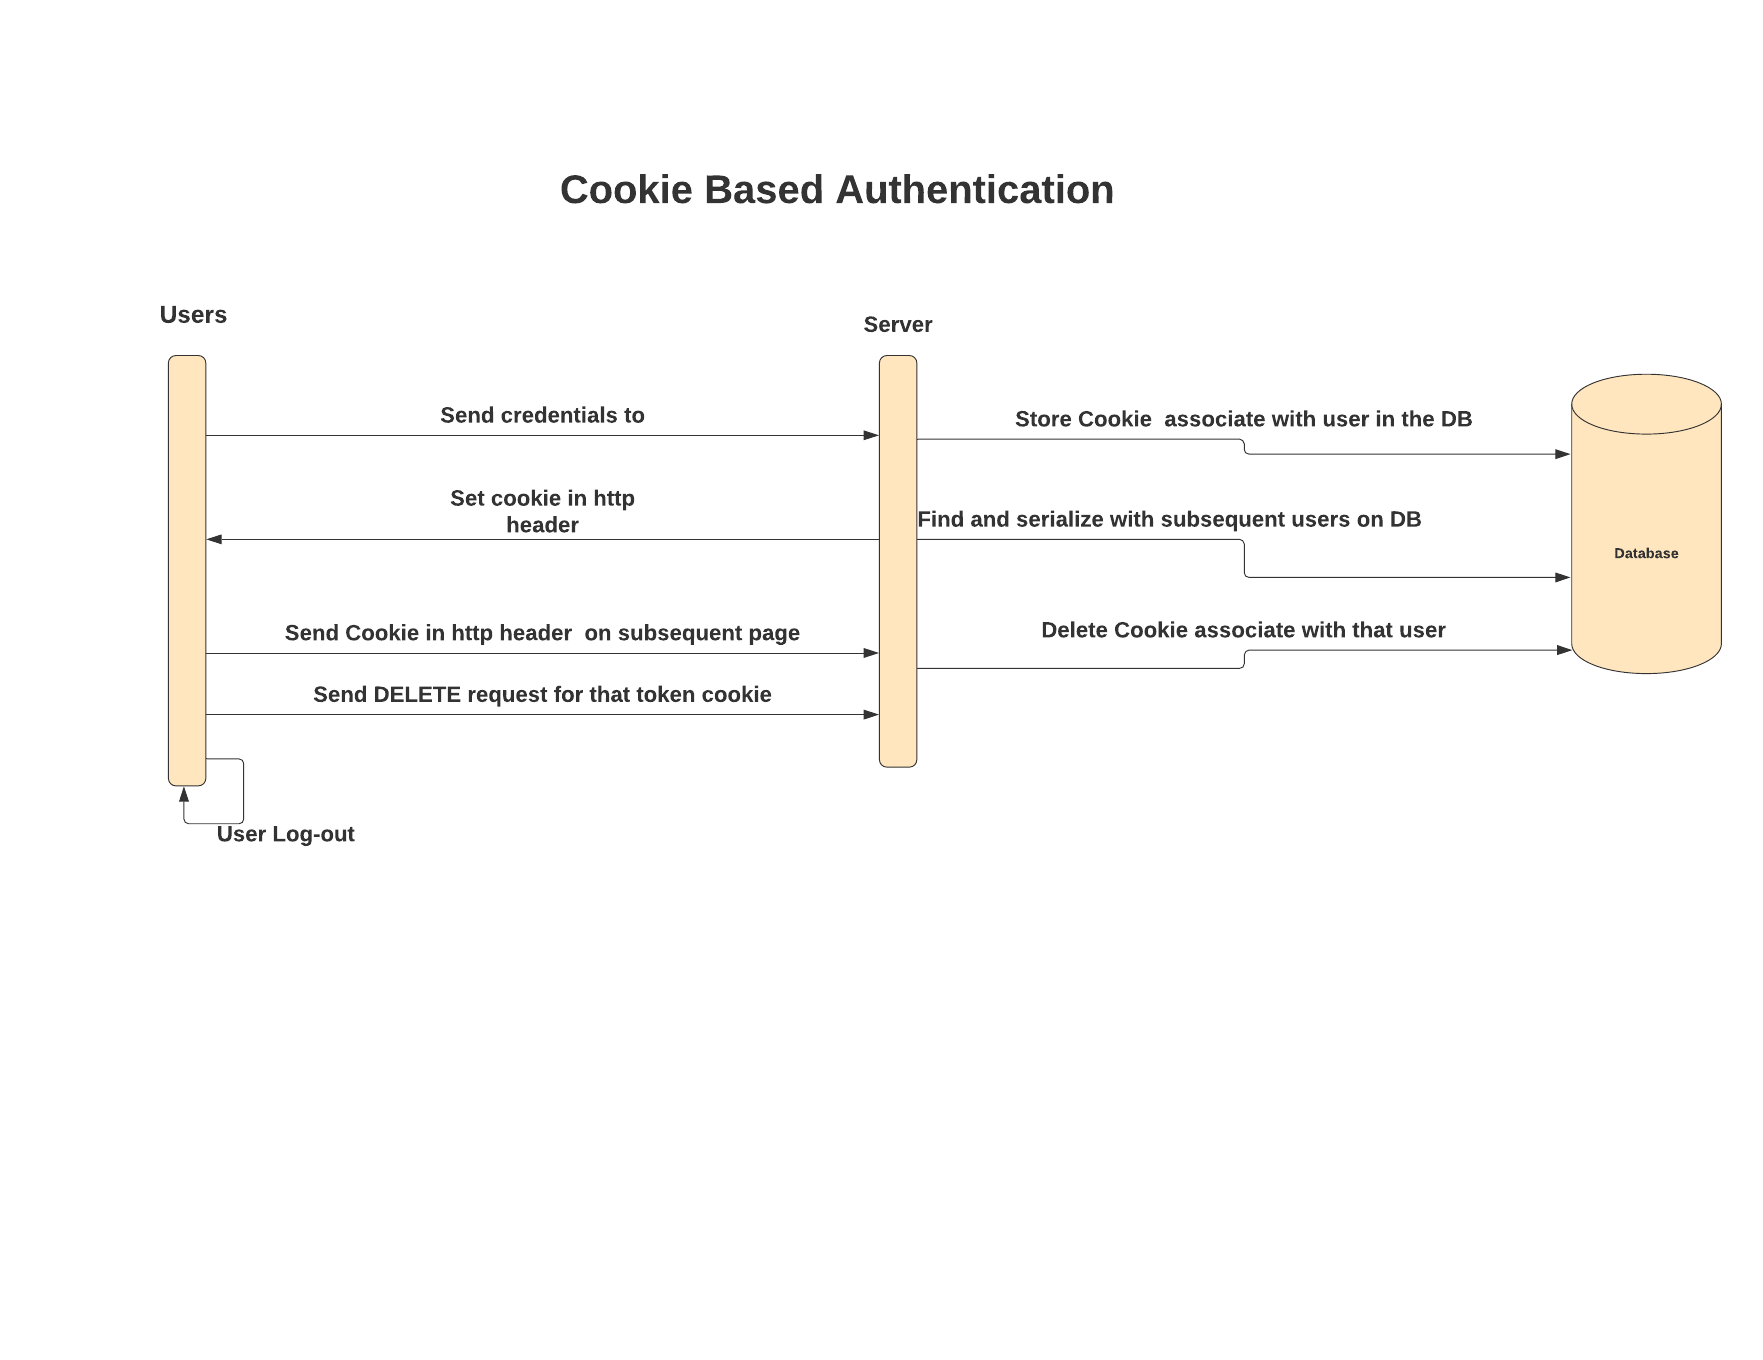 Cookie Based Authentication
Users
Server
Send credentials to
Store Cookie  associate with user in the DB
Set cookie in http
header
Find and serialize with subsequent users on DB
Database
Send Cookie in http header  on subsequent page
Delete Cookie associate with that user
Send DELETE request for that token cookie
User Log-out